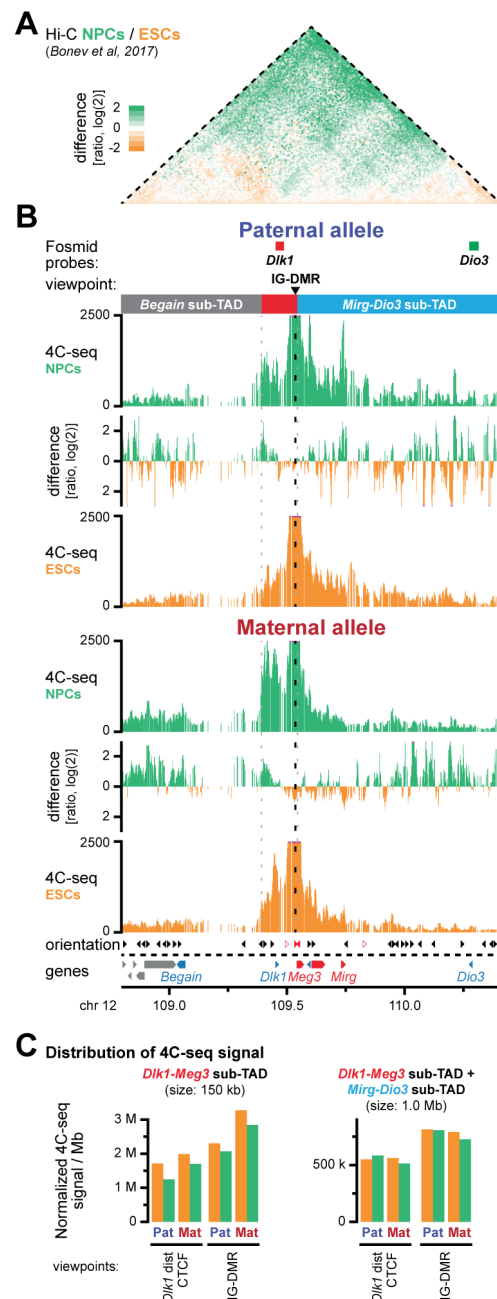 A
Hi-C NPCs / ESCs
(Bonev et al, 2017)
difference
[ratio, log(2)]
2
0
-2
B
Paternal allele
Fosmid
probes:
Dlk1
Dio3
viewpoint:
IG-DMR
Begain sub-TAD
Mirg-Dio3 sub-TAD
2500
4C-seq
NPCs
0
difference
[ratio, log(2)]
2
0
2
2500
4C-seq
ESCs
0
Maternal allele
2500
4C-seq
NPCs
0
difference
[ratio, log(2)]
2
0
2
2500
4C-seq
ESCs
0
orientation
genes
Begain
Dlk1
Meg3
Mirg
Dio3
chr 12
109.0
109.5
110.0
C Distribution of 4C-seq signal
Dlk1-Meg3 sub-TAD
(size: 150 kb)
Dlk1-Meg3 sub-TAD +
Mirg-Dio3 sub-TAD
(size: 1.0 Mb)
Normalized 4C-seq
signal / Mb
3 M
2 M
1 M
0
500 k
0
Pat Mat Pat Mat
Pat Mat Pat Mat
viewpoints:
Dlk1 dist
CTCF
IG-DMR
Dlk1 dist
CTCF
IG-DMR